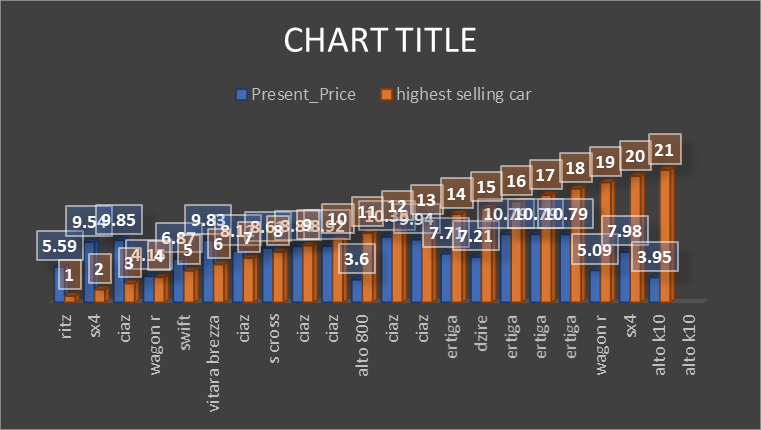 CHART TITLE
Present_Price highest selling car
5.59 9.54 9.85 6.87 9.83 3.6 7.71 7.21 10.79 10.79 10.79 5.09 7.98 3.95
1 2 3 4 5 6 7 8 9 10 11 12 13 14 15 16 17 18 19 20 21
ritz sx4 ciaz wagon r swift vitara brezza ciaz s cross ciaz ciaz alto 800 ciaz ciaz ertiga dzire ertiga ertiga ertiga wagon r sx4 alto k10 alto k10